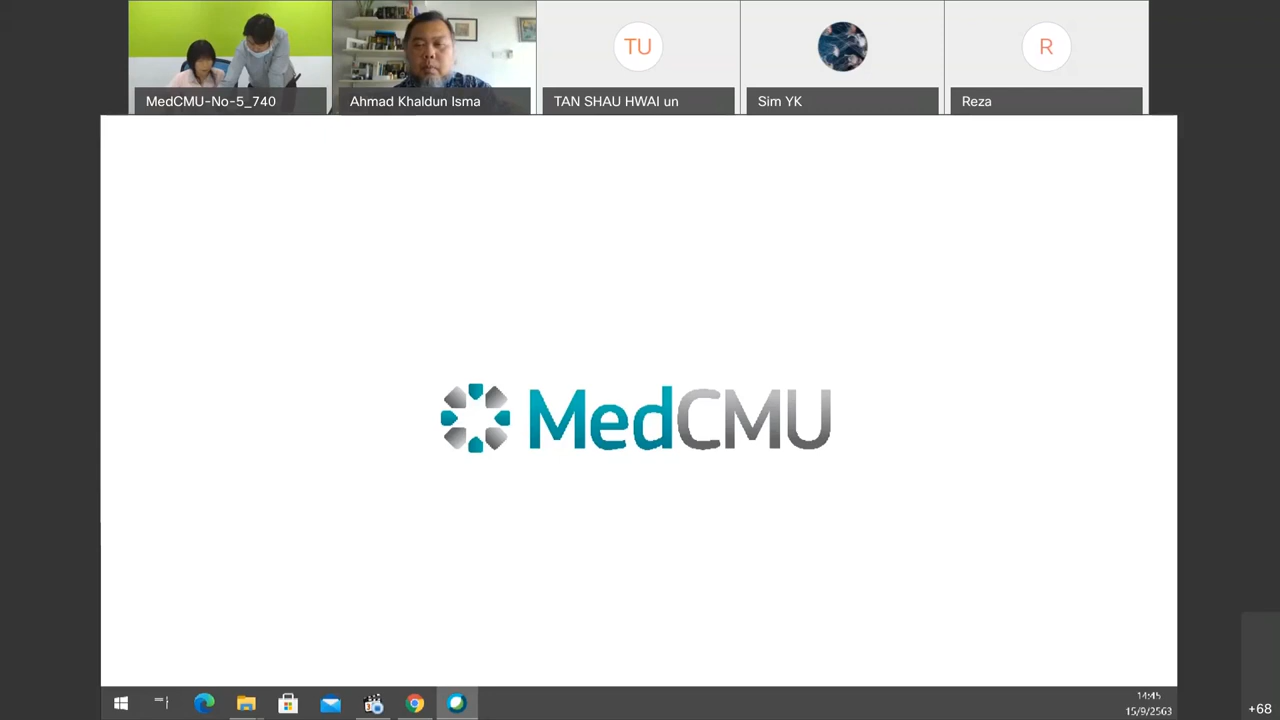 MedCMU-No-5_740
Ahmad Khaldun Isma
TU
TAN SHAU HWAI un
Sim YK
R
Reza
MedCMU
14:45
15/9/2563
+68